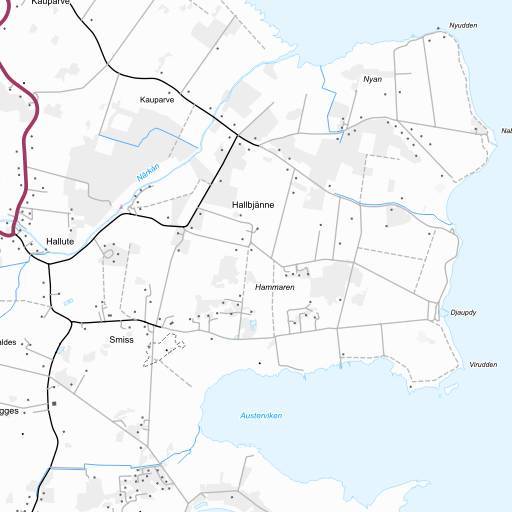 Kauparve
Nyudden
Nyan
Kauparve
Närkån
Hallbjänne
Hallute
Hammaren
Djaupdy
Smiss
Virudden
Austerviken